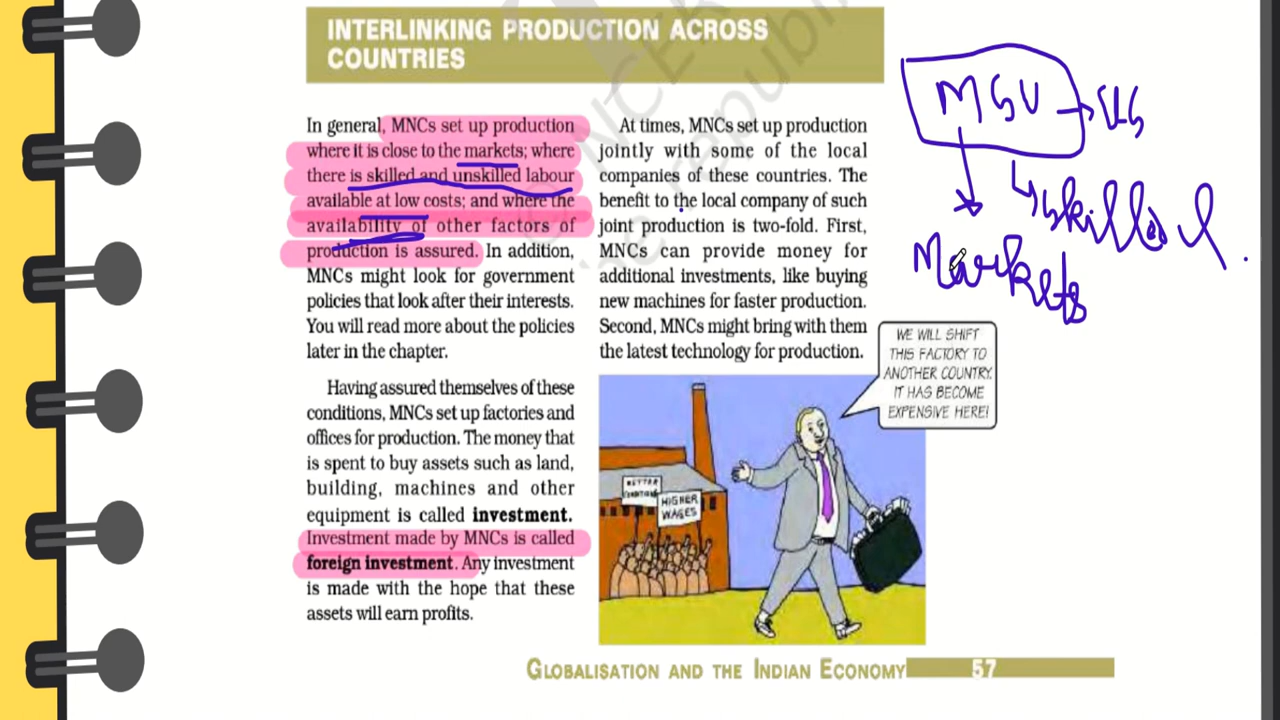 INTERLINKING PRODUCTION ACROSS
COUNTRIES
In general, MNCs set up production
where it is close to the markets; where
there is skilled and unskilled labour
available at low costs; and where the
availability of other factors of
production is assured. In addition,
MNCs might look for government
policies that look after their interests.
You will read more about the policies
later in the chapter.
Having assured themselves of these
conditions, MNCs set up factories and
offices for production. The money that
is spent to buy assets such as land,
building, machines and other
equipment is called investment.
Investment made by MNCs is called
foreign investment. Any investment
is made with the hope that these
assets will earn profits.
At times, MNCs set up production
jointly with some of the local
companies of these countries. The
benefit to the local company of such
joint production is two-fold. First,
MNCs can provide money for
additional investments, like buying
new machines for faster production.
Second, MNCs might bring with them
the latest technology for production.
WE WILL SHIFT
THIS FACTORY TO
ANOTHER COUNTRY.
IT HAS BECOME
EXPENSIVE HERE!
BETTER
CONDITIONS
HIGHER
WAGES
MSU
skilled
Markets
GLOBALISATION AND THE INDIAN ECONOMY 57